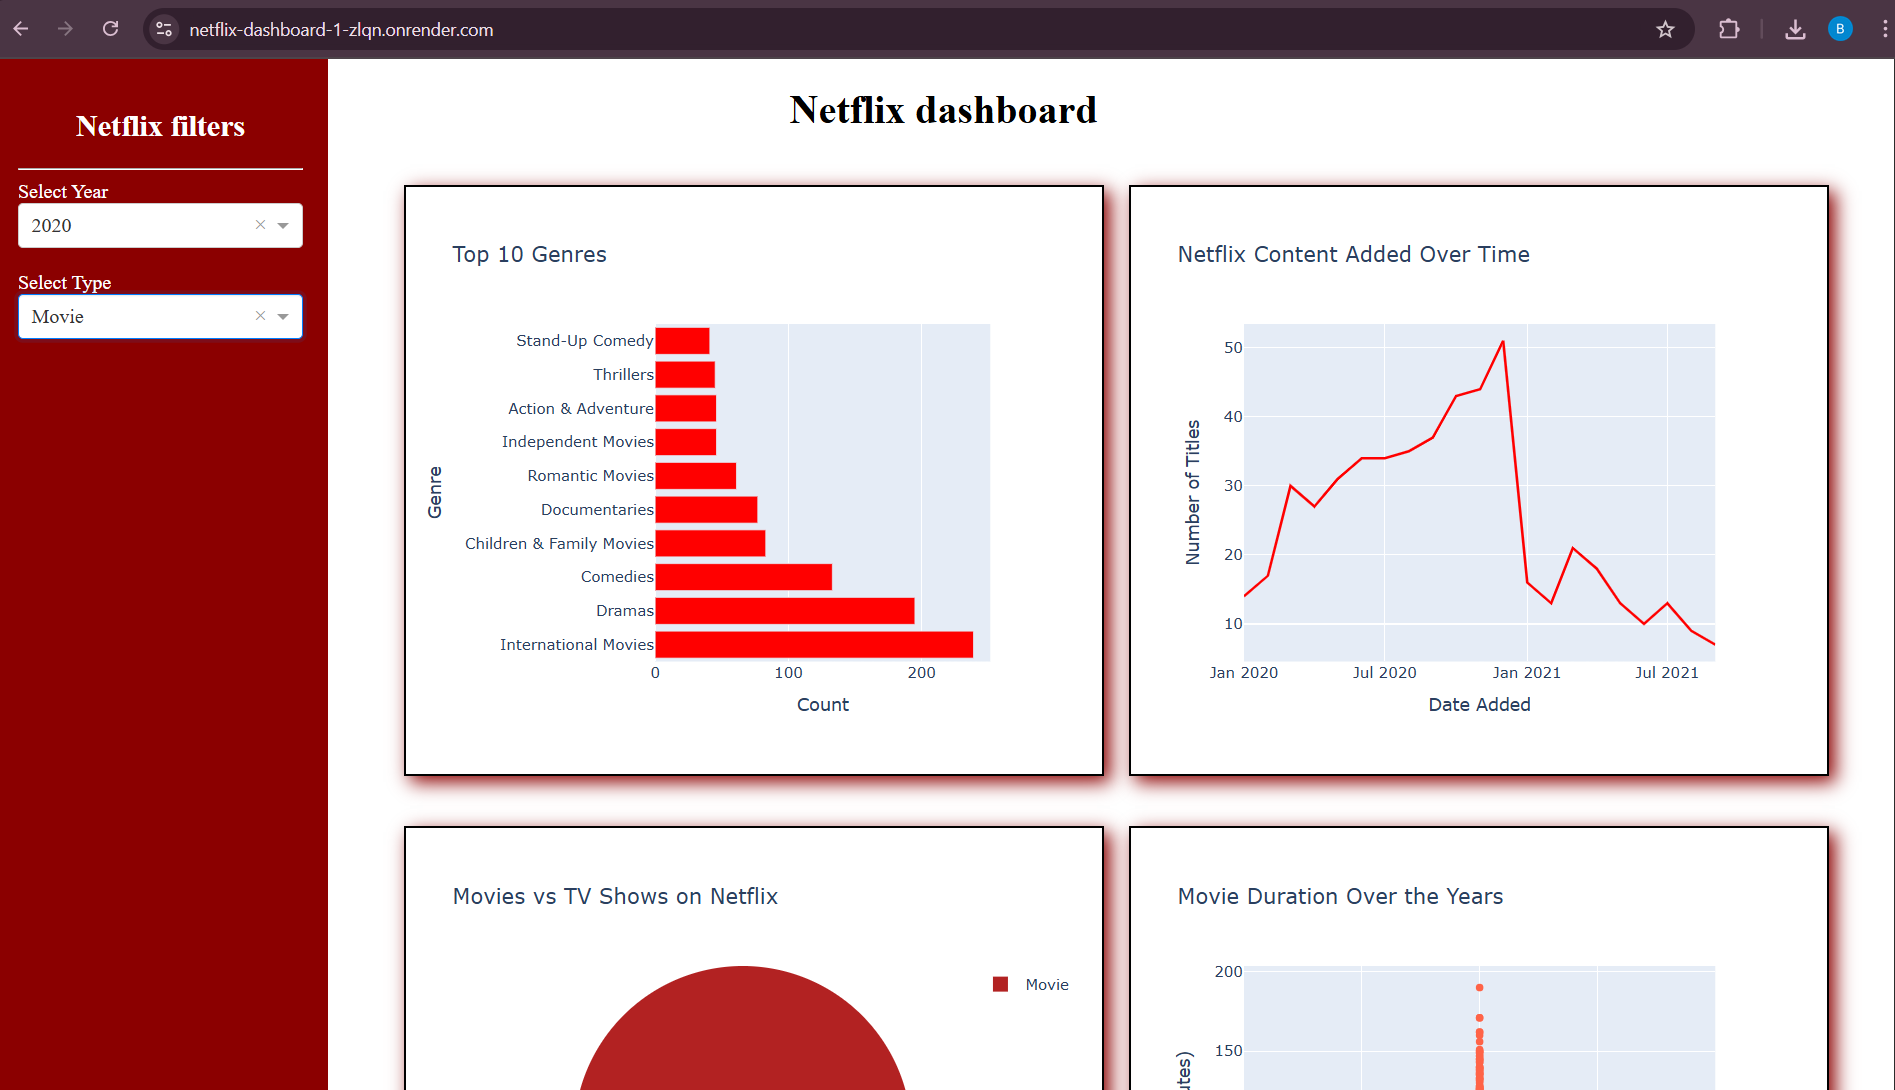 netflix-dashboard-1-zlqn.onrender.com
B
Netflix filters
Select Year
2020
Select Type
Movie
Netflix dashboard
Top 10 Genres
Genre
Stand-Up Comedy
Thrillers
Action & Adventure
Independent Movies
Romantic Movies
Documentaries
Children & Family Movies
Comedies
Dramas
International Movies
0 100 200
Count
Netflix Content Added Over Time
Number of Titles
50
40
30
20
10
Jan 2020 Jul 2020 Jan 2021 Jul 2021
Date Added
Movies vs TV Shows on Netflix
Movie
Movie Duration Over the Years
200
150
utes)